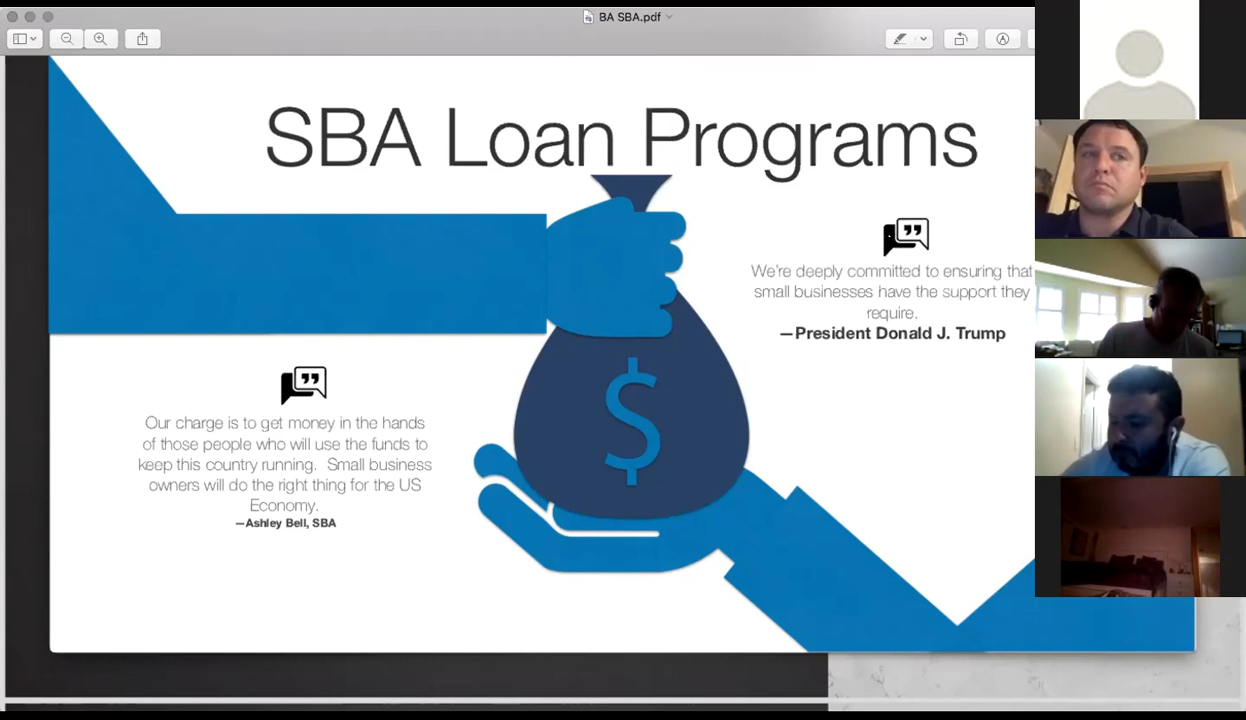 BA SBA.pdf
SBA Loan Programs
We're deeply committed to ensuring that
small businesses have the support they
require.
—President Donald J. Trump
Our charge is to get money in the hands
of those people who will use the funds to
keep this country running. Small business
owners will do the right thing for the US
Economy.
—Ashley Bell, SBA
$